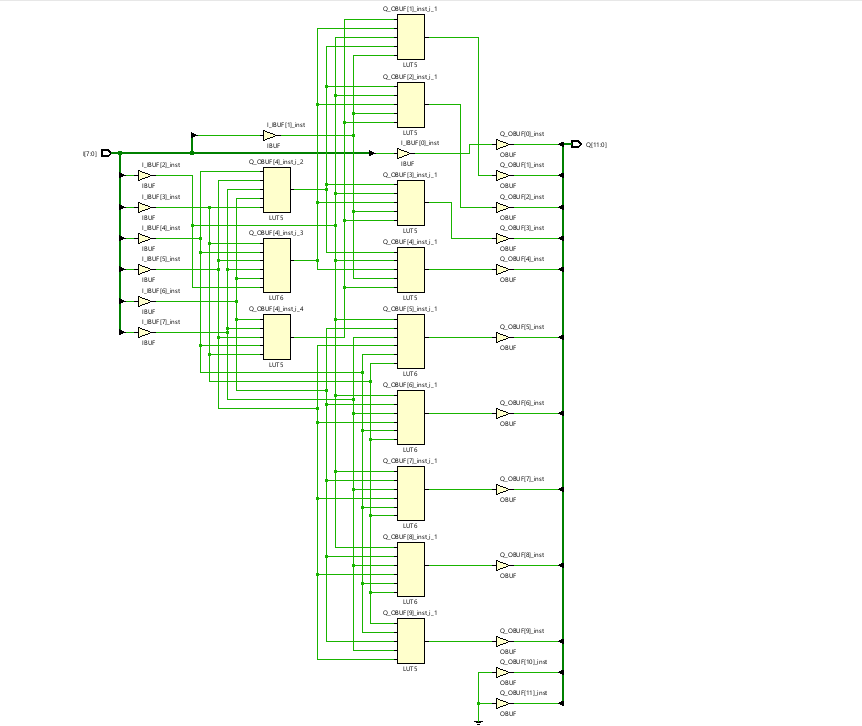 Q_OBUF[1]_inst_i_1
LUT5
Q_OBUF[2]_inst_i_1
LUT5
I_IBUF[1]_inst
IBUF
I_IBUF[0]_inst
IBUF
Q_OBUF[0]_inst
OBUF
Q[11:0]
I[7:0]
I_IBUF[2]_inst
IBUF
Q_OBUF[4]_inst_i_2
LUT5
Q_OBUF[1]_inst
OBUF
I_IBUF[3]_inst
IBUF
Q_OBUF[3]_inst_i_1
LUT5
Q_OBUF[2]_inst
OBUF
I_IBUF[4]_inst
IBUF
Q_OBUF[4]_inst_i_3
LUT6
Q_OBUF[3]_inst
OBUF
I_IBUF[5]_inst
IBUF
Q_OBUF[4]_inst_i_1
LUT5
Q_OBUF[4]_inst
OBUF
I_IBUF[6]_inst
IBUF
Q_OBUF[4]_inst_i_4
LUT5
I_IBUF[7]_inst
IBUF
Q_OBUF[5]_inst_i_1
LUT6
Q_OBUF[5]_inst
OBUF
Q_OBUF[6]_inst_i_1
LUT6
Q_OBUF[6]_inst
OBUF
Q_OBUF[7]_inst_i_1
LUT6
Q_OBUF[7]_inst
OBUF
Q_OBUF[8]_inst_i_1
LUT6
Q_OBUF[8]_inst
OBUF
Q_OBUF[9]_inst_i_1
LUT5
Q_OBUF[9]_inst
OBUF
Q_OBUF[10]_inst
OBUF
Q_OBUF[11]_inst
OBUF